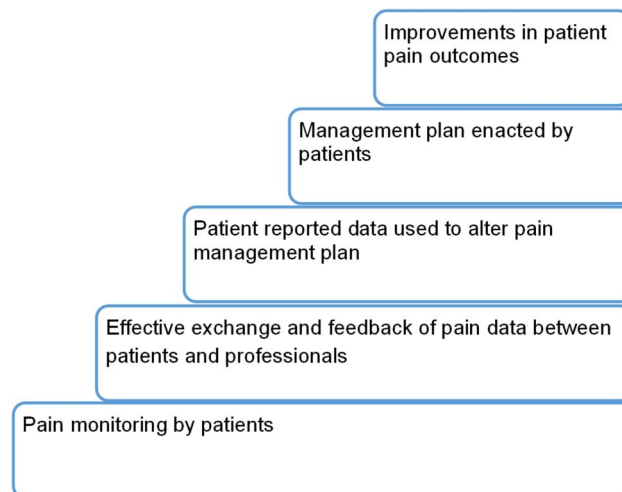 Improvements in patient
pain outcomes
Management plan enacted by
patients
Patient reported data used to alter pain
management plan
Effective exchange and feedback of pain data between
patients and professionals
Pain monitoring by patients